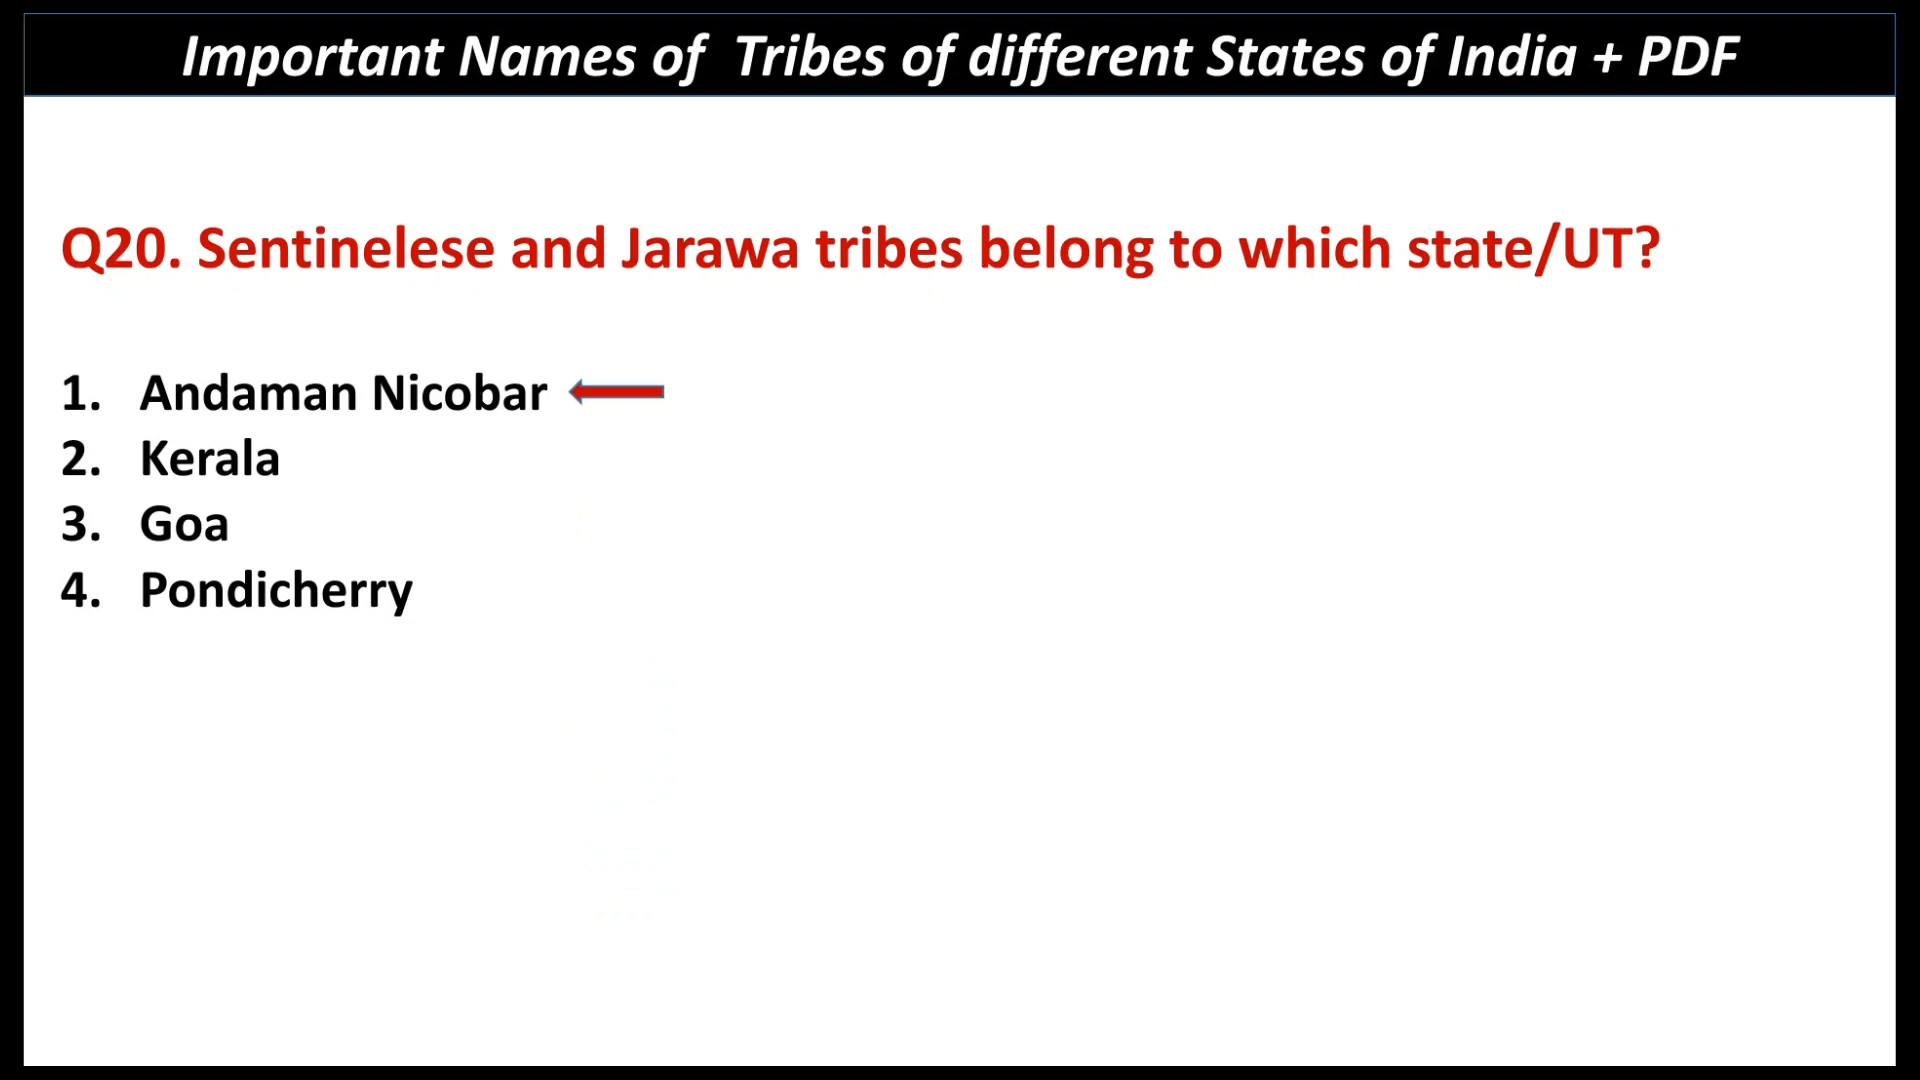 Important Names of Tribes of different States of India + PDF
Q20. Sentinelese and Jarawa tribes belong to which state/UT?
1. Andaman Nicobar
2. Kerala
3. Goa
4. Pondicherry